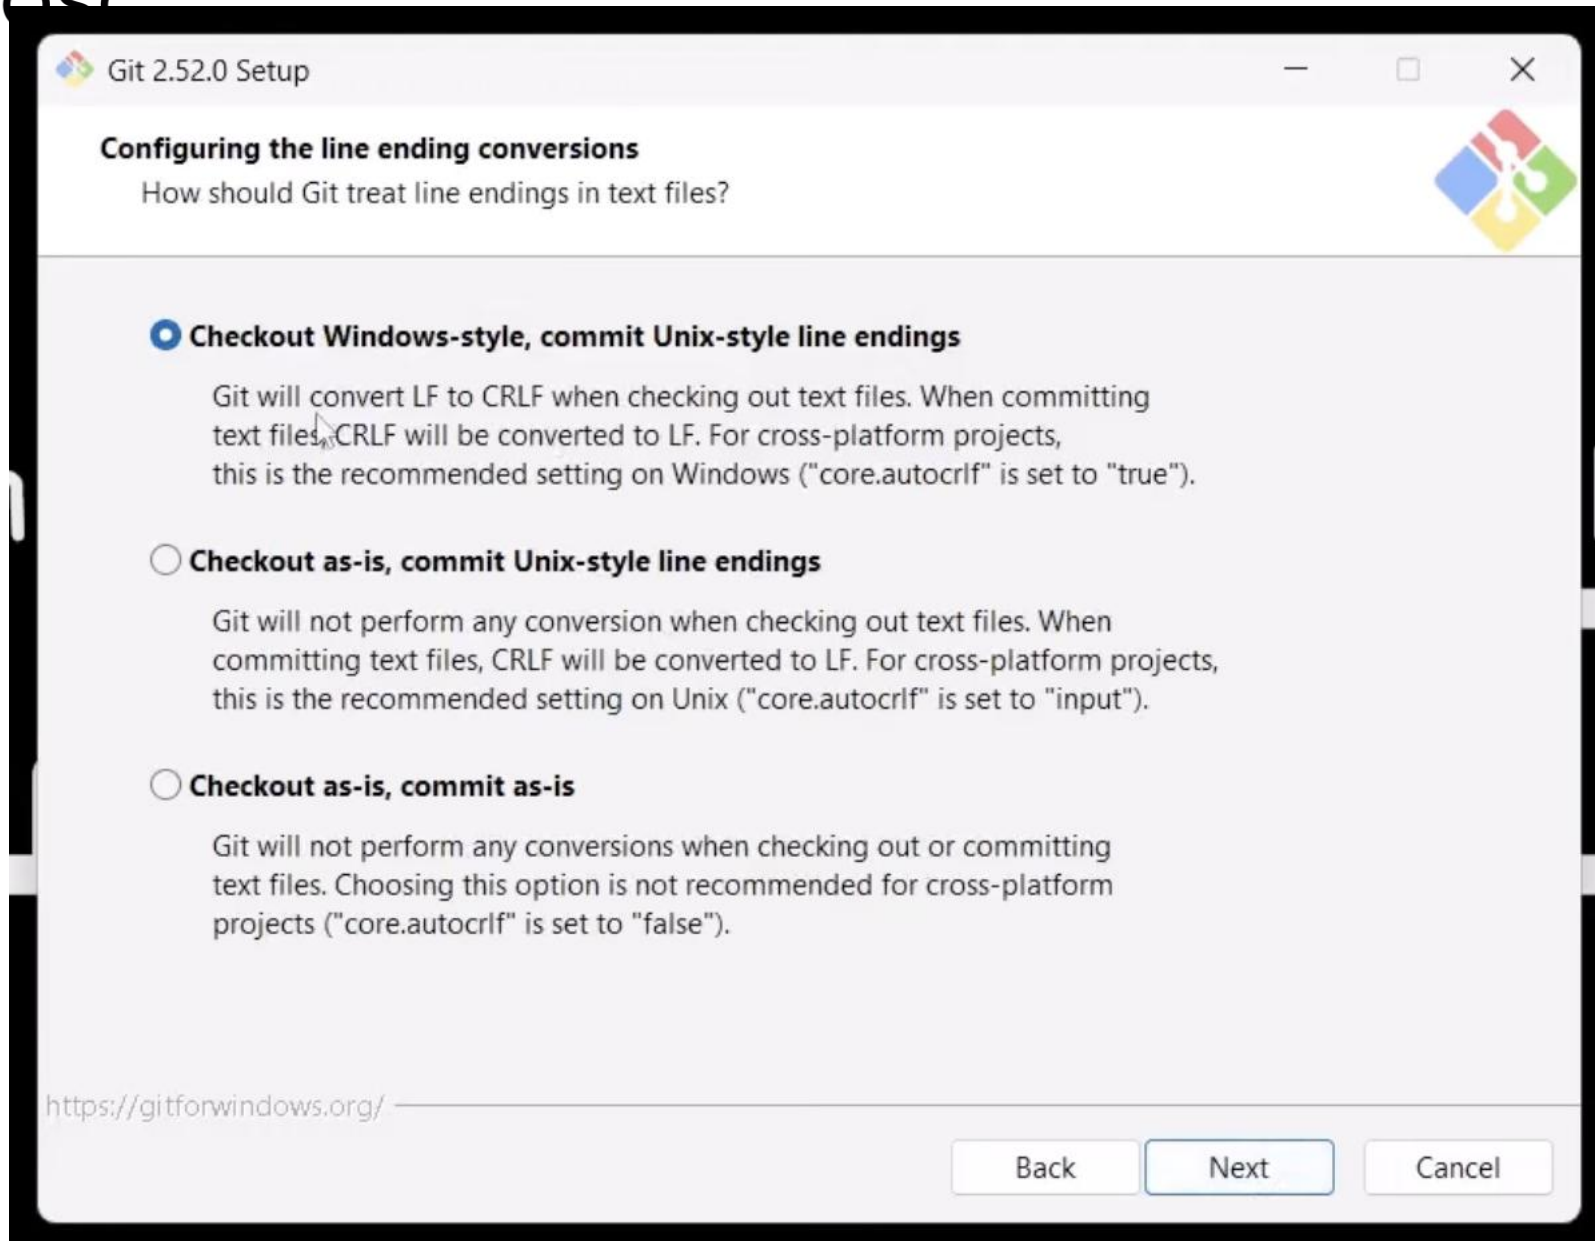 Git 2.52.0 Setup
Configuring the line ending conversions
How should Git treat line endings in text files?
Checkout Windows-style, commit Unix-style line endings
Git will convert LF to CRLF when checking out text files. When committing
text files, CRLF will be converted to LF. For cross-platform projects,
this is the recommended setting on Windows ("core.autocrlf" is set to "true").
Checkout as-is, commit Unix-style line endings
Git will not perform any conversion when checking out text files. When
committing text files, CRLF will be converted to LF. For cross-platform projects,
this is the recommended setting on Unix ("core.autocrlf" is set to "input").
Checkout as-is, commit as-is
Git will not perform any conversions when checking out or committing
text files. Choosing this option is not recommended for cross-platform
projects ("core.autocrlf" is set to "false").
https://gitforwindows.org/
Back Next Cancel